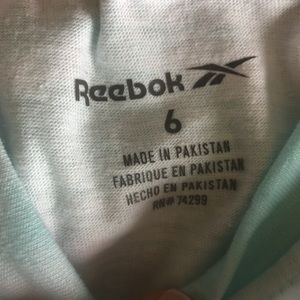 Reebok
6
MADE IN PAKISTAN
FABRIQUE EN PAKISTAN
HECHO EN PAKISTAN
RN# 74299